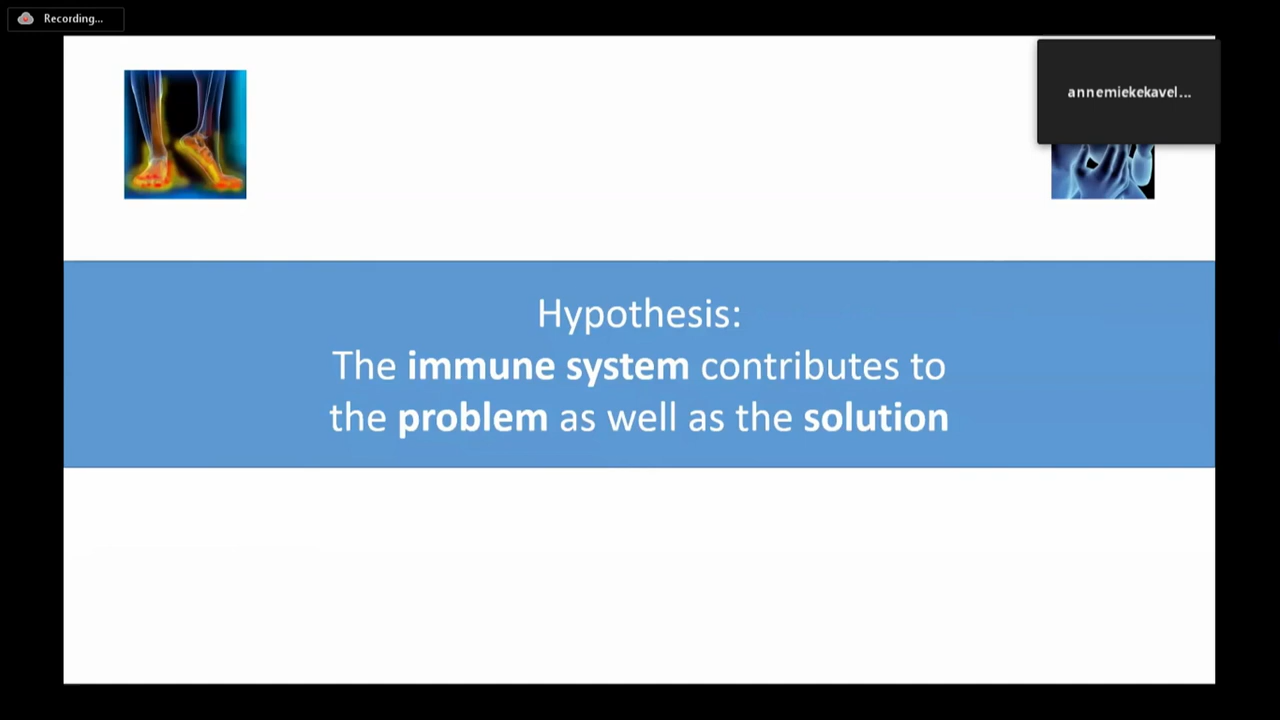 Recording...
annemiekekavel...
Hypothesis:
The immune system contributes to
the problem as well as the solution